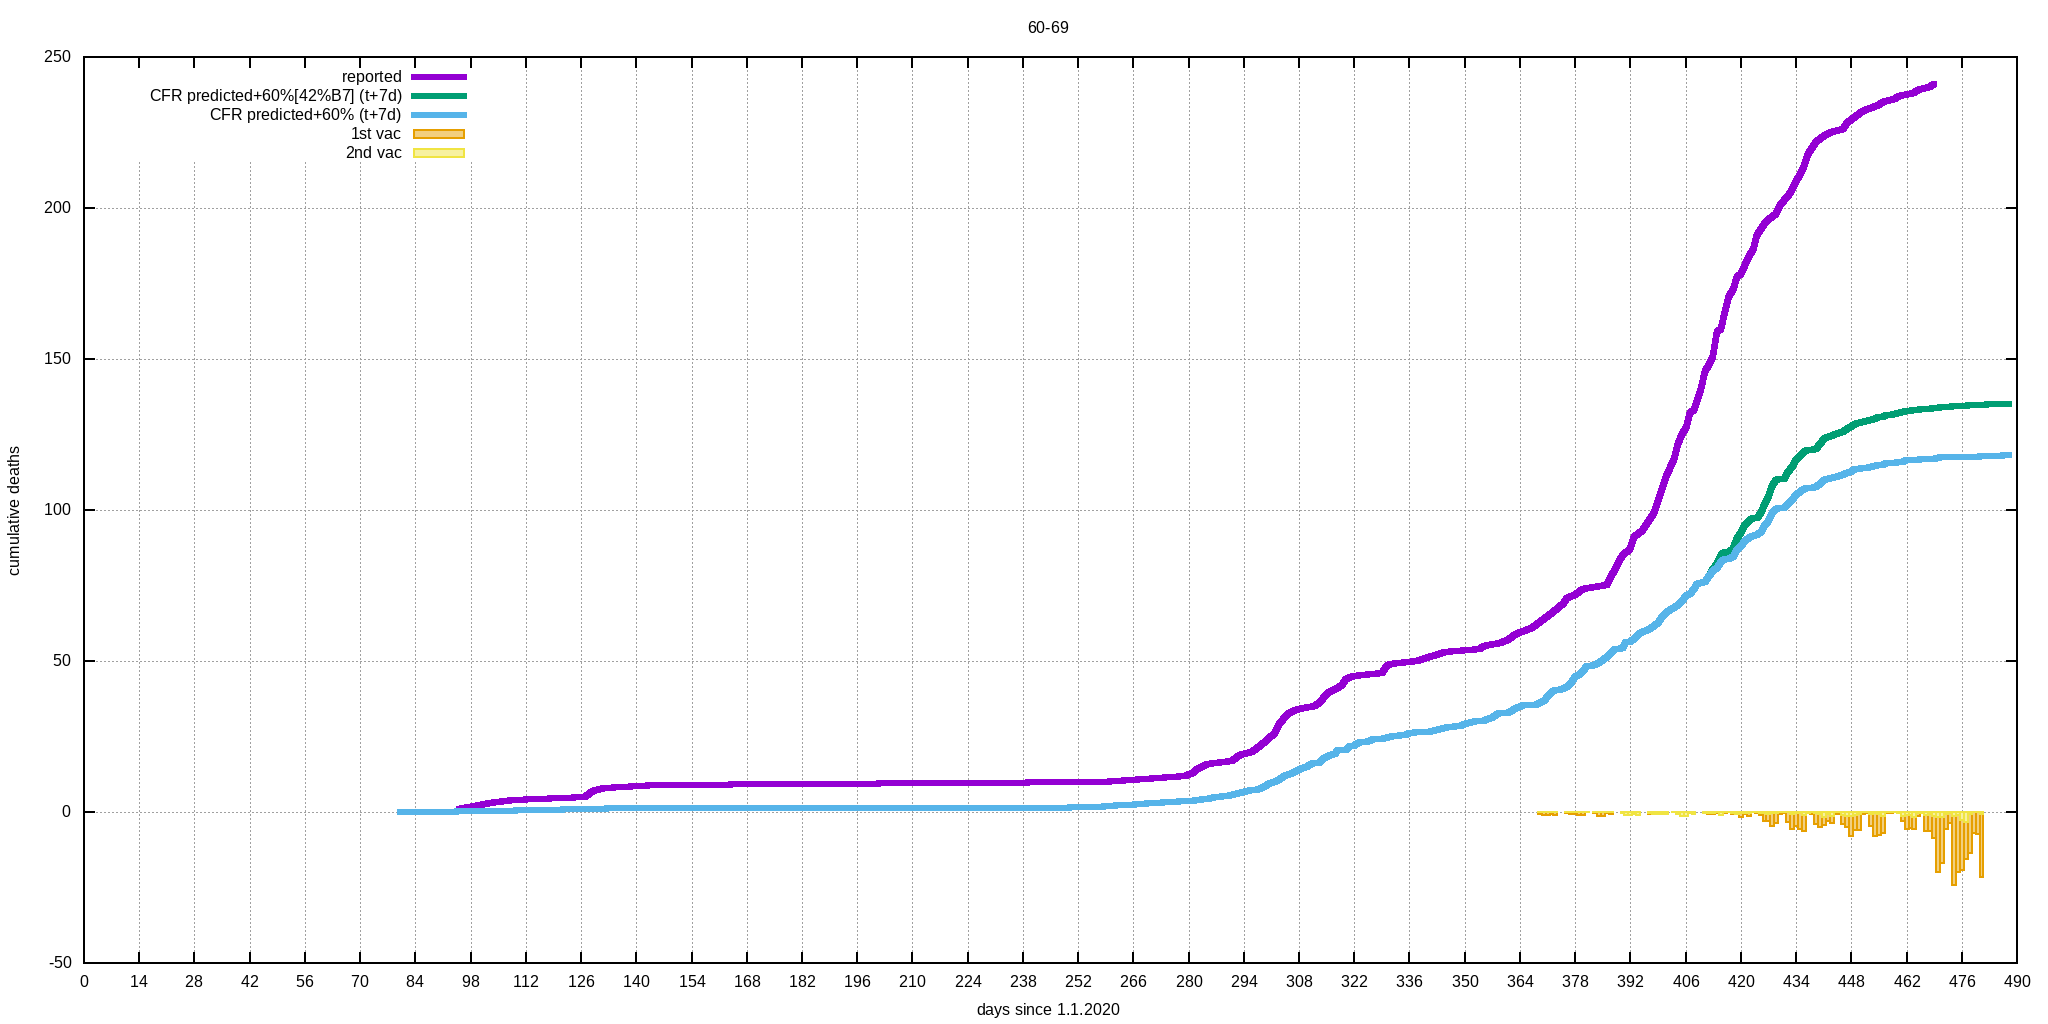 60-69
250
200
150
100
50
0
-50
cumulative deaths
reported
CFR predicted+60%[42%B7] (t+7d)
CFR predicted+60% (t+7d)
1st vac
2nd vac
0 14 28 42 56 70 84 98 112 126 140 154 168 182 196 210 224 238 252 266 280 294 308 322 336 350 364 378 392 406 420 434 448 462 476 490
days since 1.1.2020